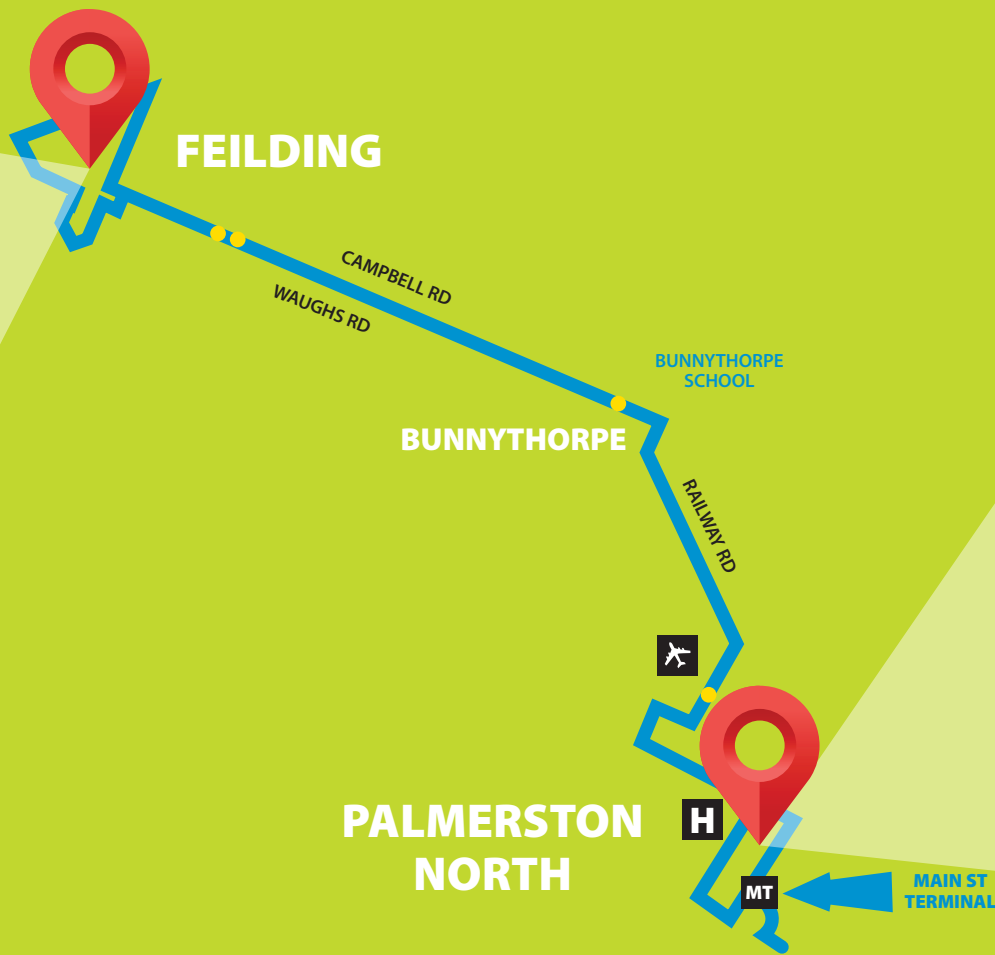 FEILDING
CAMPBELL RD
WAUGHS RD
BUNNYTHORPE
SCHOOL
BUNNYTHORPE
RAILWAY RD
PALMERSTON
NORTH
H
MT
MAIN ST
TERMINAL